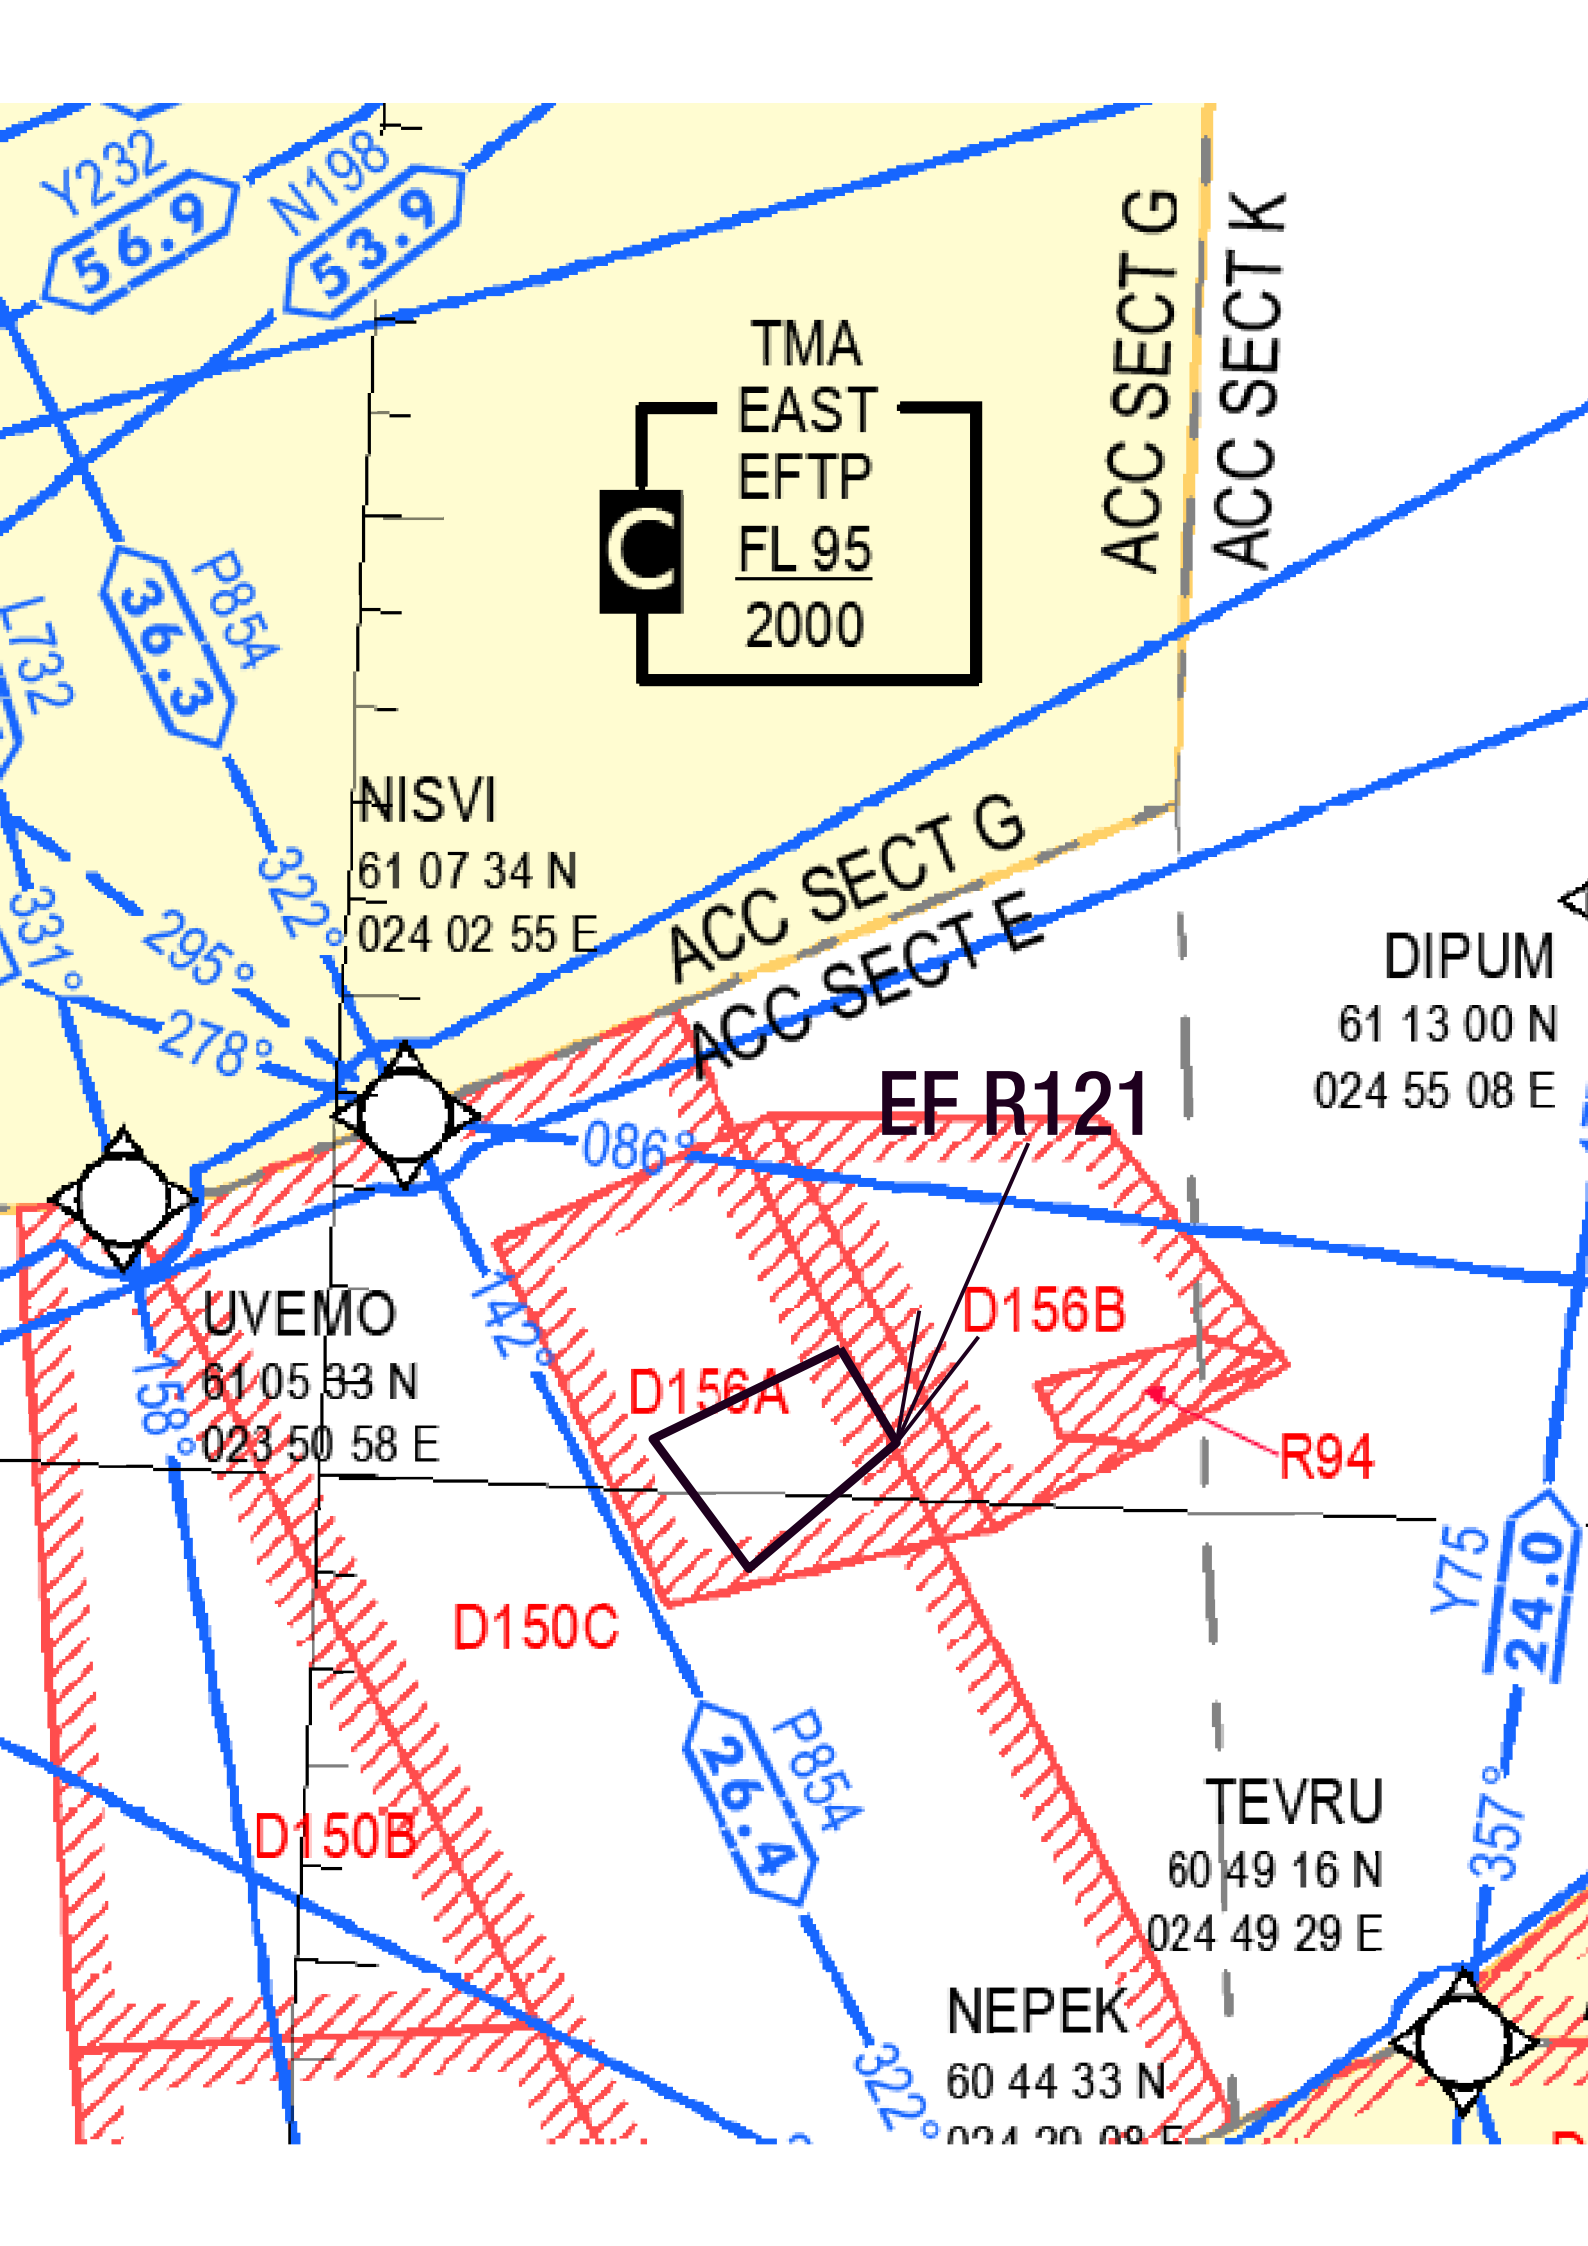 Y232
56.9
N198
53.9
ACC SECT G
ACC SECT K
TMA
EAST
EFTP
C
FL 95
2000
P854
36.3
L732
NISVI
61 07 34 N
024 02 55 E
322°
331°
295°
278°
ACC SECT G
ACC SECT E
DIPUM
61 13 00 N
024 55 08 E
EF R121
086°
142°
UVEMO
61 05 33 N
023 50 58 E
158°
D156B
D156A
R94
Y75
24.0
D150C
P854
26.4
D150B
TEVRU
60 49 16 N
024 49 29 E
357°
NEPEK
60 44 33 N
024 29 08 E
322°